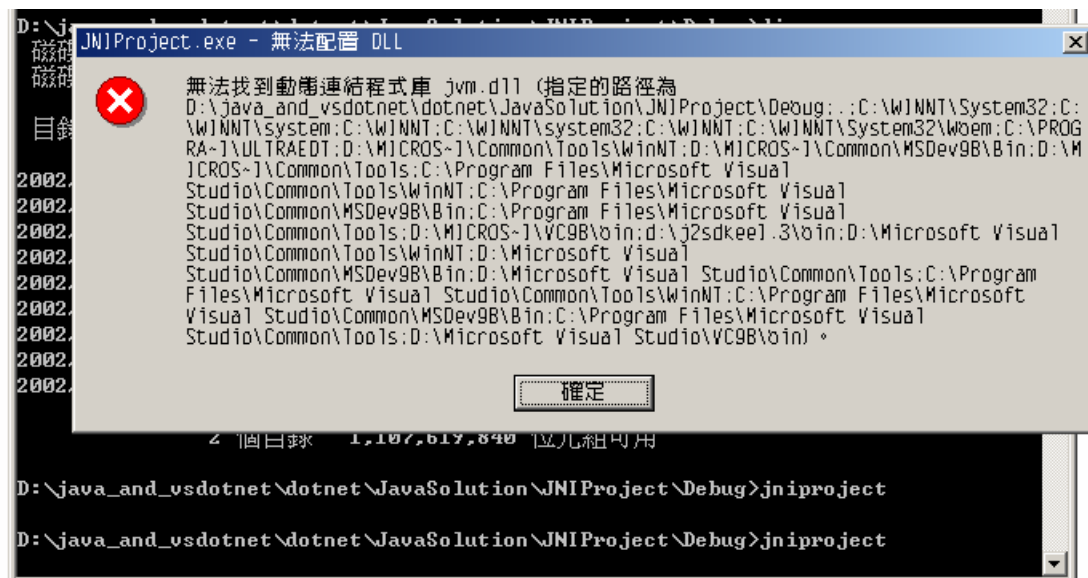 D:\j
磁碟
JNIProject.exe - 無法配置 DLL
磁碟
無法找到動態連結程式庫 jvm.dll (指定的路徑為
D:\java_and_vsdotnet\dotnet\JavaSolution\JNIProject\Debug;.;C:\WINNT\System32;C:
\WINNT\system;C:\WINNT;C:\WINNT\system32;C:\WINNT;C:\WINNT\System32\Wbem;C:\PROG
RA~1\ULTRAEDT;D:\MICROS~1\Common\Tools\WinNT;D:\MICROS~1\Common\MSDev98\Bin;D:\M
ICROS~1\Common\Tools;C:\Program Files\Microsoft Visual
Studio\Common\Tools\WinNT;C:\Program Files\Microsoft Visual
Studio\Common\MSDev98\Bin;C:\Program Files\Microsoft Visual
Studio\Common\Tools;D:\MICROS~1\VC98\bin;d:\j2sdkee1.3\bin;D:\Microsoft Visual
Studio\Common\Tools\WinNT;D:\Microsoft Visual
Studio\Common\MSDev98\Bin;D:\Microsoft Visual Studio\Common\Tools;C:\Program
Files\Microsoft Visual Studio\Common\Tools\WinNT;C:\Program Files\Microsoft
Visual Studio\Common\MSDev98\Bin;C:\Program Files\Microsoft Visual
Studio\Common\Tools;D:\Microsoft Visual Studio\VC98\bin)。
目錄
2002,
2002,
2002,
2002,
2002,
2002,
2002,
2002,
2002,
確定
2 個目錄 1,107,619,840 位元組可用
D:\java_and_vsdotnet\dotnet\JavaSolution\JNIProject\Debug>jniproject
D:\java_and_vsdotnet\dotnet\JavaSolution\JNIProject\Debug>jniproject